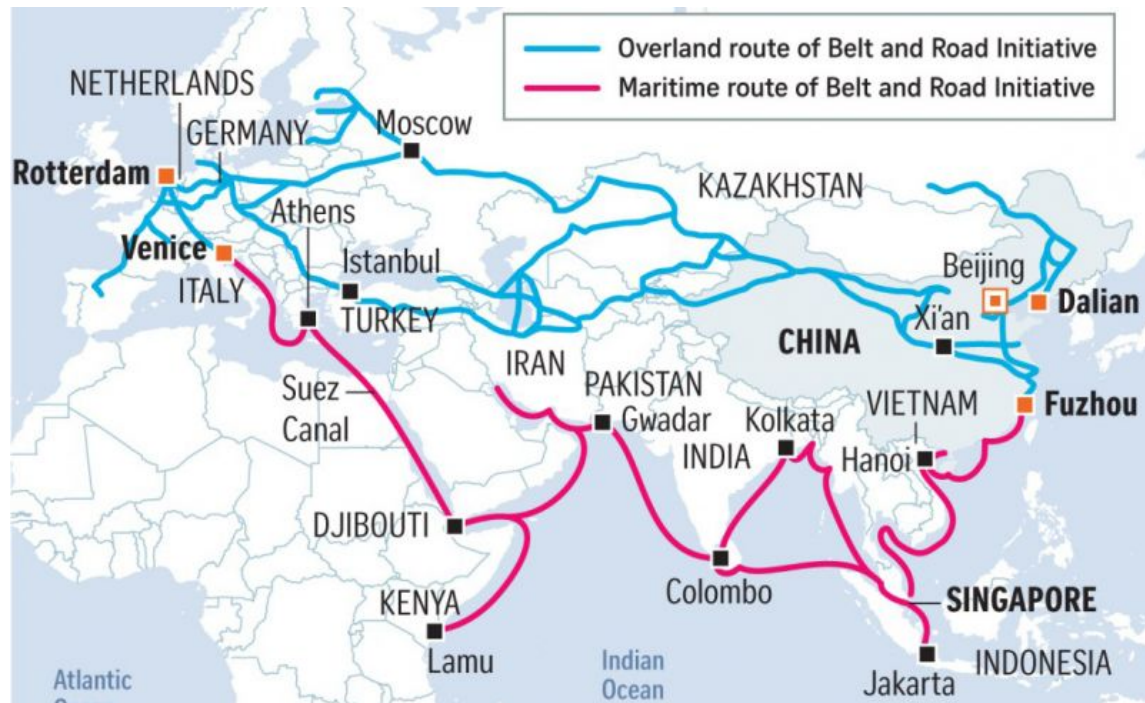 Overland route of Belt and Road Initiative
Maritime route of Belt and Road Initiative
NETHERLANDS
GERMANY
Moscow
Rotterdam
KAZAKHSTAN
Athens
Venice
Istanbul
Beijing
ITALY
TURKEY
Dalian
Xi'an
CHINA
IRAN
PAKISTAN
Suez
Canal
Gwadar
Kolkata
VIETNAM
Fuzhou
INDIA
Hanoi
DJIBOUTI
Colombo
SINGAPORE
KENYA
Lamu
Indian
Ocean
INDONESIA
Jakarta
Atlantic